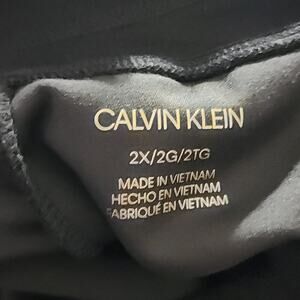 CALVIN KLEIN
2X/2G/2TG
MADE IN VIETNAM
HECHO EN VIETNAM
FABRIQUÉ EN VIETNAM